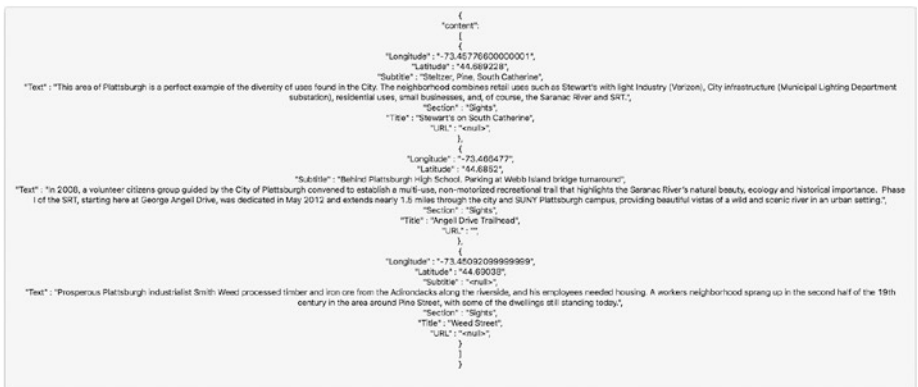 {
"content":
[
{
"Longitude" : "-73.45776600000001",
"Latitude" : "44.689228",
"Subtitle" : "Steltzer, Pine, South Catherine",
"Text" : "This area of Plattsburgh is a perfect example of the diversity of uses found in the City. The neighborhood combines retail uses such as Stewart's with light Industry (Verizon), City infrastructure (Municipal Lighting Department
substation), residential uses, small businesses, and, of course, the Saranac River and SRT.",
"Section" : "Sights",
"Title" : "Stewart's on South Catherine",
"URL" : "<null>",
},
{
"Longitude" : "-73.466477",
"Latitude" : "44.6852",
"Subtitle" : "Behind Plattsburgh High School. Parking at Webb Island bridge turnaround",
"Text" : "In 2008, a volunteer citizens group guided by the City of Plattsburgh convened to establish a multi-use, non-motorized recreational trail that highlights the Saranac River's natural beauty, ecology and historical importance. Phase
I of the SRT, starting here at George Angell Drive, was dedicated in May 2012 and extends nearly 1.5 miles through the city and SUNY Plattsburgh campus, providing beautiful vistas of a wild and scenic river in an urban setting.",
"Section" : "Sights",
"Title" : "Angell Drive Trailhead",
"URL" : "",
},
{
"Longitude" : "-73.45092099999999",
"Latitude" : "44.69038",
"Subtitle" : "<null>",
"Text" : "Prosperous Plattsburgh industrialist Smith Weed processed timber and iron ore from the Adirondacks along the riverside, and his employees needed housing. A workers neighborhood sprang up in the second half of the 19th
century in the area around Pine Street, with some of the dwellings still standing today.",
"Section" : "Sights",
"Title" : "Weed Street",
"URL" : "<null>",
}
]
}